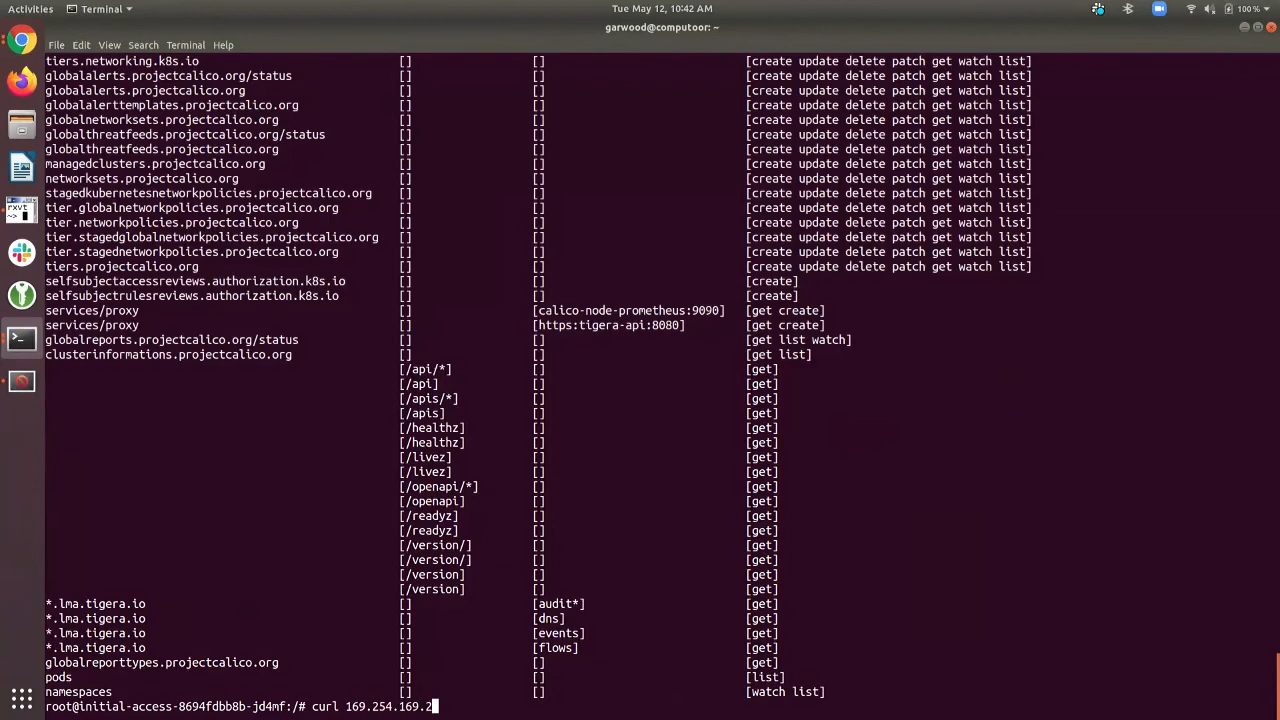 Activities Terminal Tue May 12, 10:42 AM 100%
garwood@computoor: ~
File Edit View Search Terminal Help
tiers.networking.k8s.io [] [] [create update delete patch get watch list]
globalalerts.projectcalico.org/status [] [] [create update delete patch get watch list]
globalalerts.projectcalico.org [] [] [create update delete patch get watch list]
globalalerttemplates.projectcalico.org [] [] [create update delete patch get watch list]
globalnetworksets.projectcalico.org [] [] [create update delete patch get watch list]
globalthreatfeeds.projectcalico.org/status [] [] [create update delete patch get watch list]
globalthreatfeeds.projectcalico.org [] [] [create update delete patch get watch list]
managedclusters.projectcalico.org [] [] [create update delete patch get watch list]
networksets.projectcalico.org [] [] [create update delete patch get watch list]
stagedkubernetesnetworkpolicies.projectcalico.org [] [] [create update delete patch get watch list]
tier.globalnetworkpolicies.projectcalico.org [] [] [create update delete patch get watch list]
tier.networkpolicies.projectcalico.org [] [] [create update delete patch get watch list]
tier.stagedglobalnetworkpolicies.projectcalico.org [] [] [create update delete patch get watch list]
tier.stagednetworkpolicies.projectcalico.org [] [] [create update delete patch get watch list]
tiers.projectcalico.org [] [] [create update delete patch get watch list]
selfsubjectaccessreviews.authorization.k8s.io [] [] [create]
selfsubjectrulesreviews.authorization.k8s.io [] [] [create]
services/proxy [] [calico-node-prometheus:9090] [get create]
services/proxy [] [https:tigera-api:8080] [get create]
globalreports.projectcalico.org/status [] [] [get list watch]
clusterinformations.projectcalico.org [] [] [get list]
[/api/*] [] [get]
[/api] [] [get]
[/apis/*] [] [get]
[/apis] [] [get]
[/healthz] [] [get]
[/healthz] [] [get]
[/livez] [] [get]
[/livez] [] [get]
[/openapi/*] [] [get]
[/openapi] [] [get]
[/readyz] [] [get]
[/readyz] [] [get]
[/version/] [] [get]
[/version/] [] [get]
[/version] [] [get]
[/version] [] [get]
*.lma.tigera.io [] [audit*] [get]
*.lma.tigera.io [] [dns] [get]
*.lma.tigera.io [] [events] [get]
*.lma.tigera.io [] [flows] [get]
globalreporttypes.projectcalico.org [] [] [get]
pods [] [] [list]
namespaces [] [] [watch list]
root@initial-access-8694fdbb8b-jd4mf:/# curl 169.254.169.2
rxvt
~>
>_